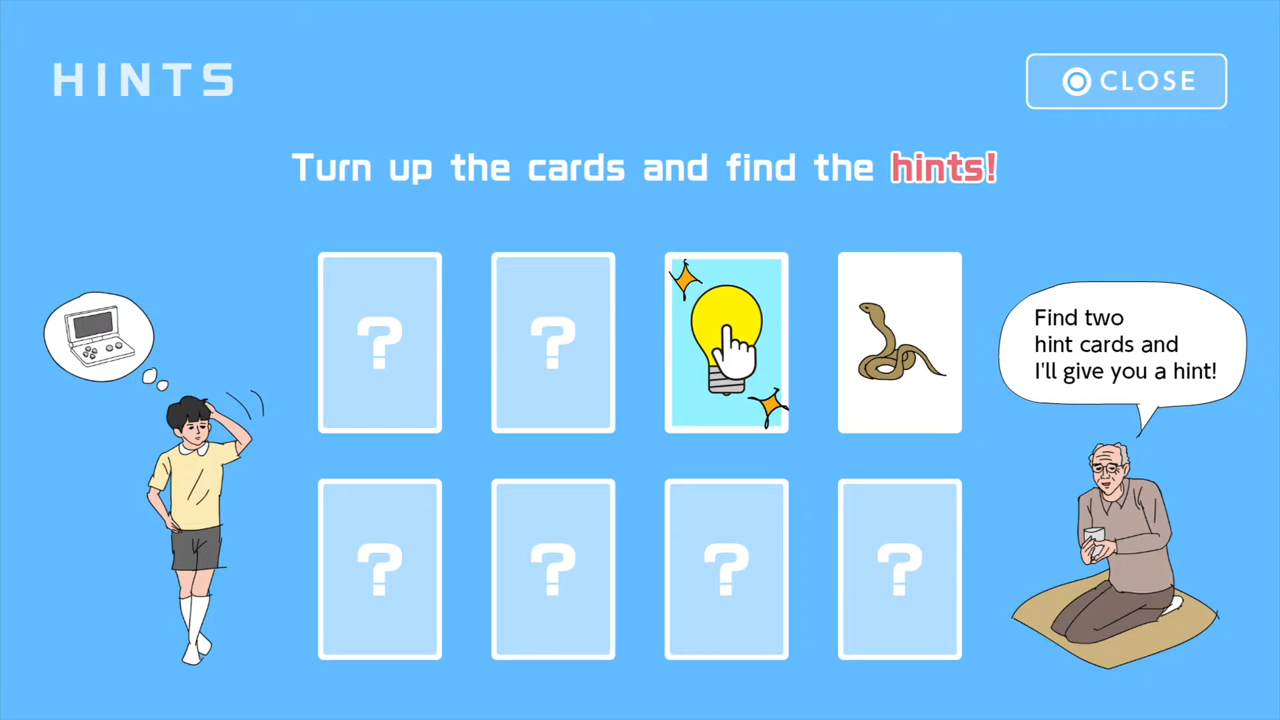 HINTS
CLOSE
Turn up the cards and find the hints!
? ?
Find two
hint cards and
I'll give you a hint!
? ? ? ?